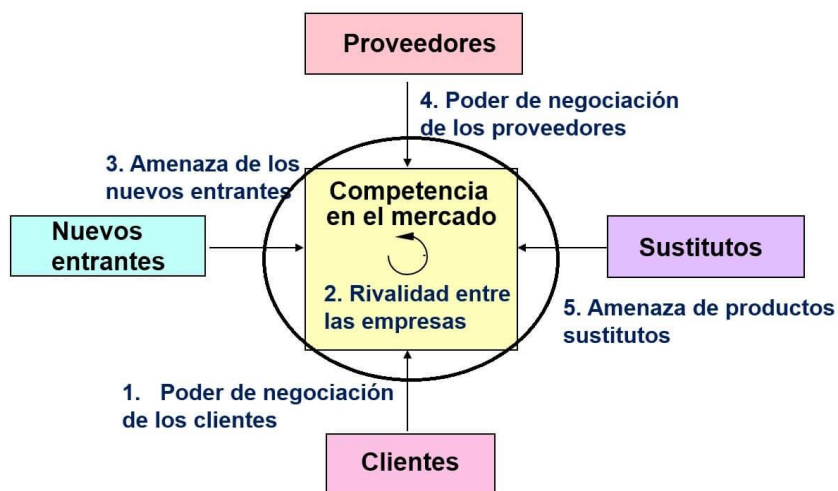 Proveedores
4. Poder de negociación
de los proveedores
3. Amenaza de los
nuevos entrantes
Competencia
en el mercado
Nuevos
entrantes
Sustitutos
2. Rivalidad entre
las empresas
5. Amenaza de productos
sustitutos
1. Poder de negociación
de los clientes
Clientes